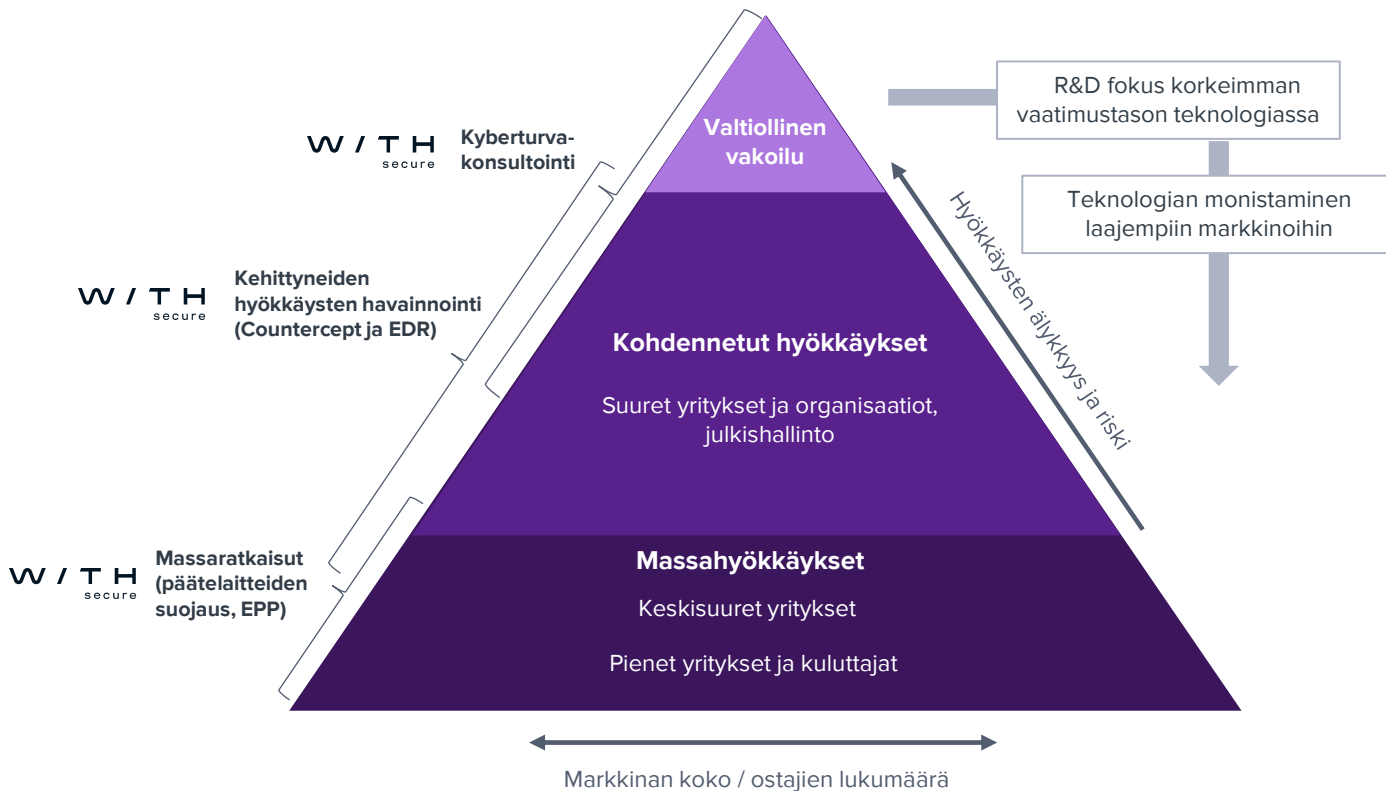 R&D fokus korkeimman
vaatimustason teknologiassa
Teknologian monistaminen
laajempiin markkinoihin
W/TH
secure
Kyberturva-
konsultointi
Valtiollinen
vakoilu
Hyökkäysten älykkyys ja riski
W/TH
secure
Kehittyneiden
hyökkäysten havainnointi
(Countercept ja EDR)
Kohdennetut hyökkäykset
Suuret yritykset ja organisaatiot,
julkishallinto
W/TH
secure
Massaratkaisut
(päätelaitteiden
suojaus, EPP)
Massahyökkäykset
Keskisuuret yritykset
Pienet yritykset ja kuluttajat
Markkinan koko / ostajien lukumäärä